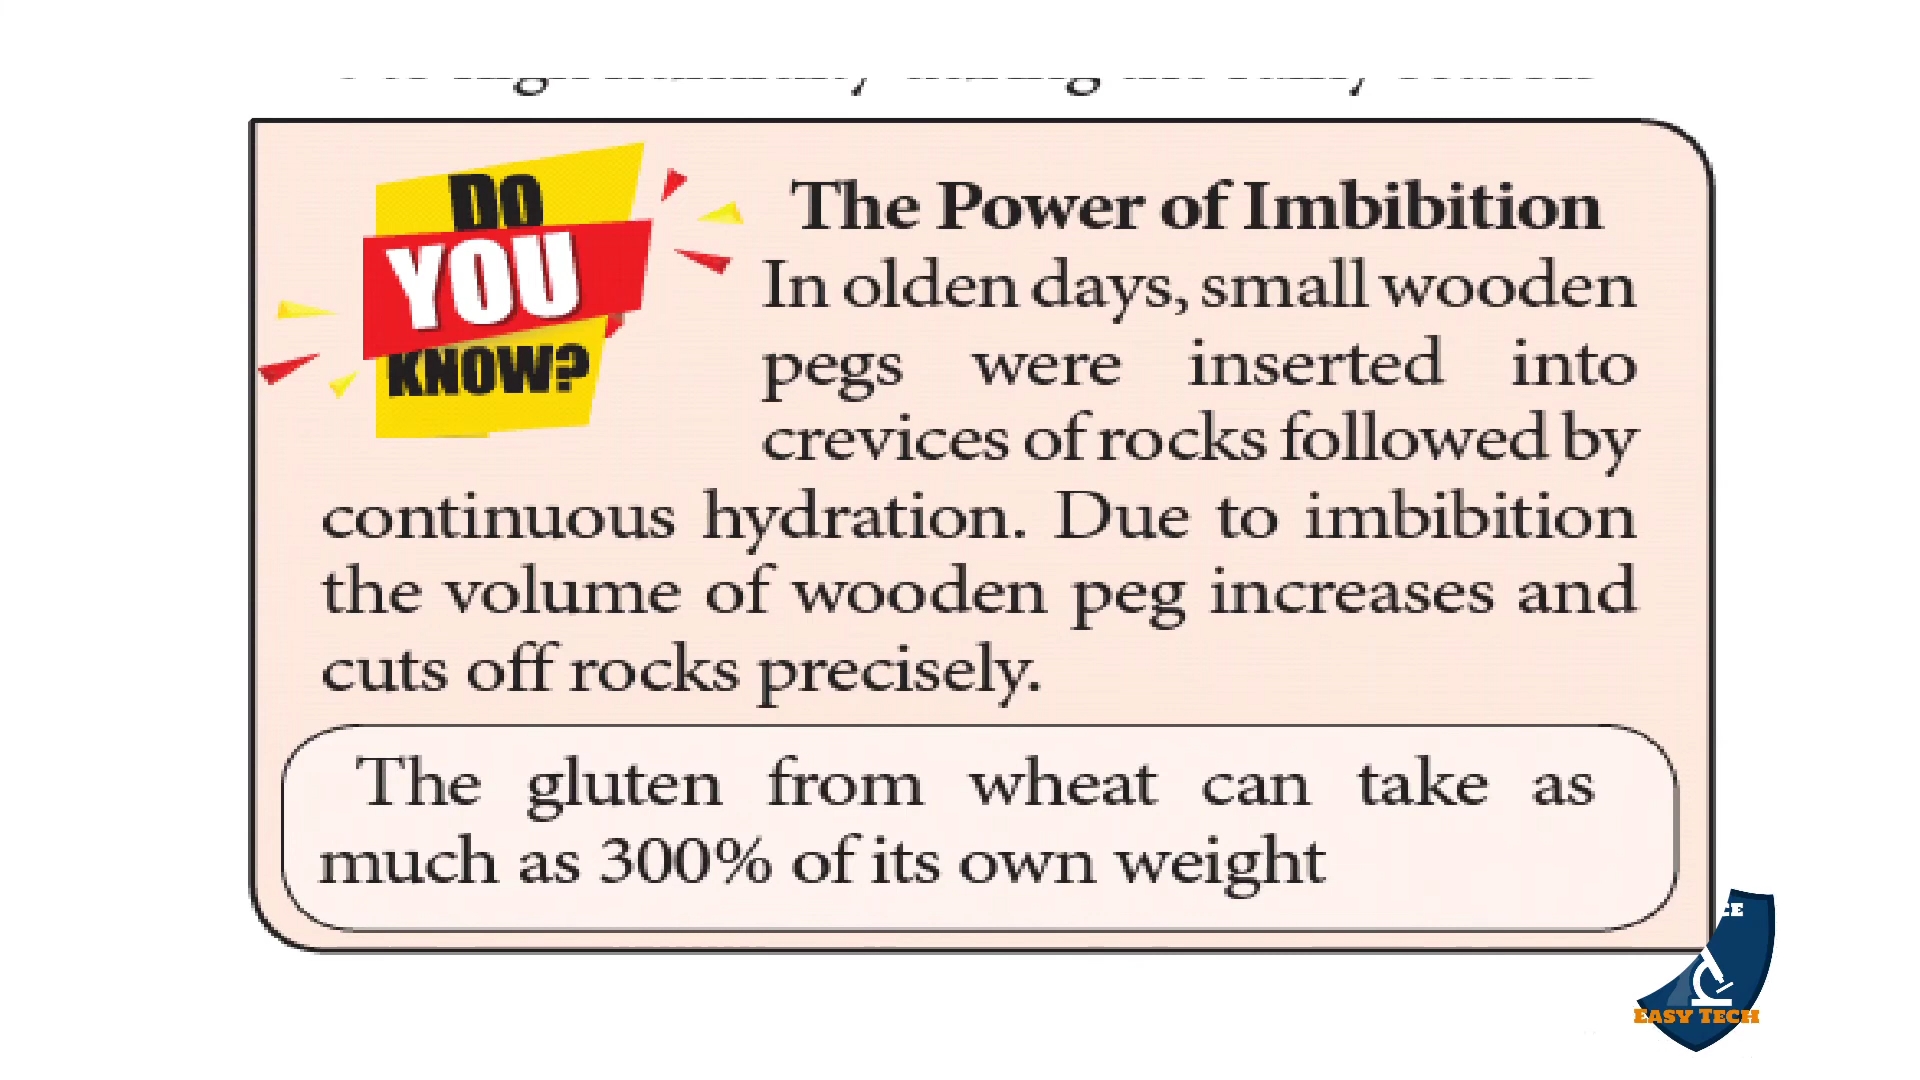 DO
YOU
KNOW?
The Power of Imbibition
In olden days, small wooden
pegs were inserted into
crevices of rocks followed by
continuous hydration. Due to imbibition
the volume of wooden peg increases and
cuts off rocks precisely.
The gluten from wheat can take as
much as 300% of its own weight
CE
EASY TECH